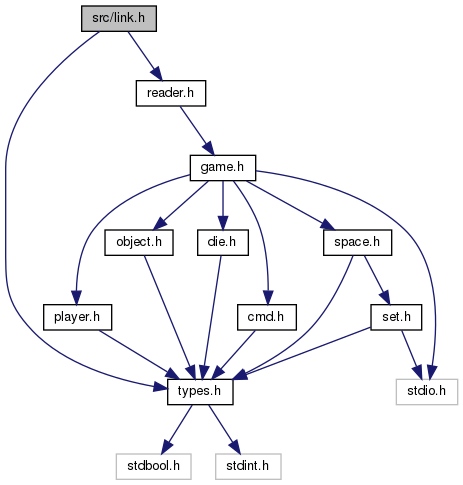 src/link.h
reader.h
game.h
object.h
die.h
space.h
player.h
cmd.h
set.h
types.h
stdio.h
stdbool.h
stdint.h